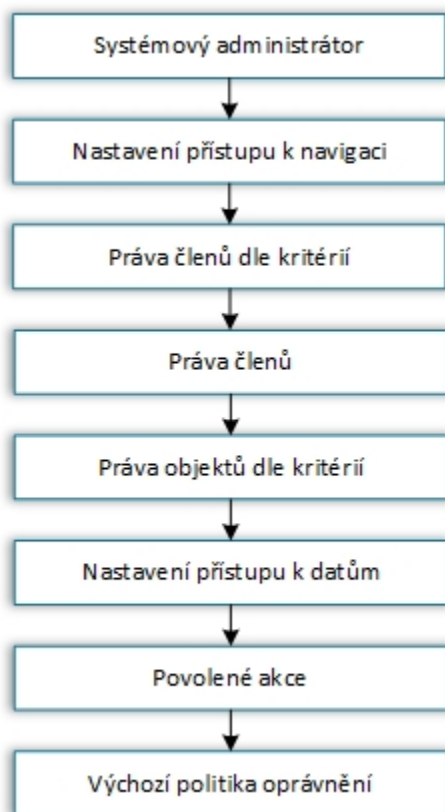 Systémový administrátor
Nastavení přístupu k navigaci
Práva členů dle kritérií
Práva členů
Práva objektů dle kritérií
Nastavení přístupu k datům
Povolené akce
Výchozí politika oprávnění